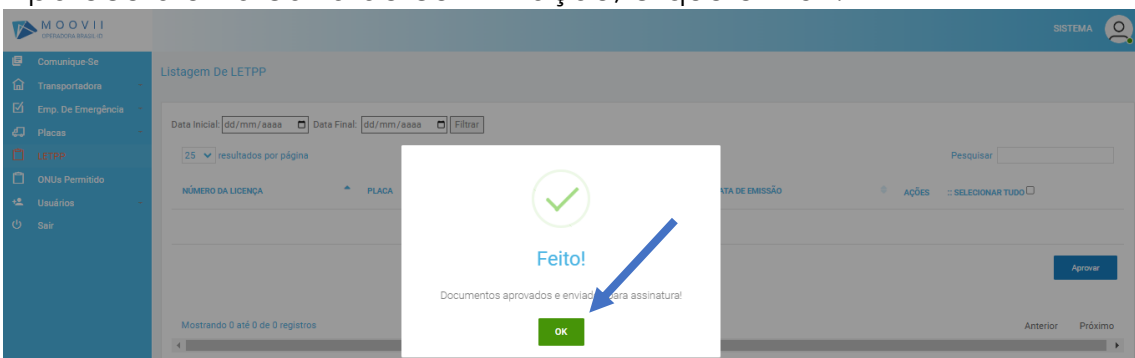 MOOVII
OPERADORA BRASIL ID
SISTEMA
Comunique-Se
Transportadora
Emp. De Emergência
Placas
LETPP
ONUs Permitido
Usuários
Sair
Listagem De LETPP
Data Inicial: dd/mm/aaaa Data Final: dd/mm/aaaa Filtrar
25 resultados por página
Pesquisar
NÚMERO DA LICENÇA PLACA ATA DE EMISSÃO AÇÕES :: SELECIONAR TUDO
Feito!
Documentos aprovados e enviados para assinatura!
OK
Aprovar
Mostrando 0 até 0 de 0 registros
Anterior Próximo